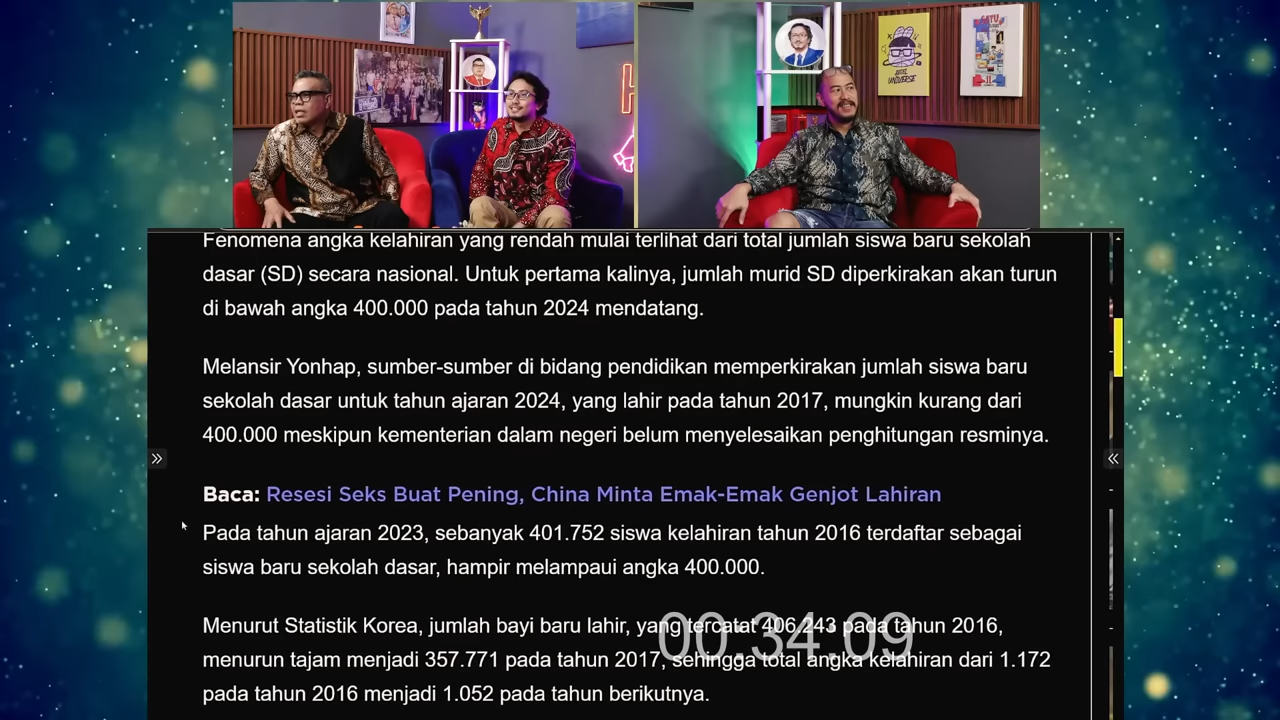 SATU
UNIVERSE
Fenomena angka kelahiran yang rendah mulai terlihat dari total jumlah siswa baru sekolah
dasar (SD) secara nasional. Untuk pertama kalinya, jumlah murid SD diperkirakan akan turun
di bawah angka 400.000 pada tahun 2024 mendatang.
Melansir Yonhap, sumber-sumber di bidang pendidikan memperkirakan jumlah siswa baru
sekolah dasar untuk tahun ajaran 2024, yang lahir pada tahun 2017, mungkin kurang dari
400.000 meskipun kementerian dalam negeri belum menyelesaikan penghitungan resminya.
Baca: Resesi Seks Buat Pening, China Minta Emak-Emak Genjot Lahiran
Pada tahun ajaran 2023, sebanyak 401.752 siswa kelahiran tahun 2016 terdaftar sebagai
siswa baru sekolah dasar, hampir melampaui angka 400.000.
Menurut Statistik Korea, jumlah bayi baru lahir, yang tercatat 406.243 pada tahun 2016,
00.34.09
menurun tajam menjadi 357.771 pada tahun 2017, sehingga total angka kelahiran dari 1.172
pada tahun 2016 menjadi 1.052 pada tahun berikutnya.